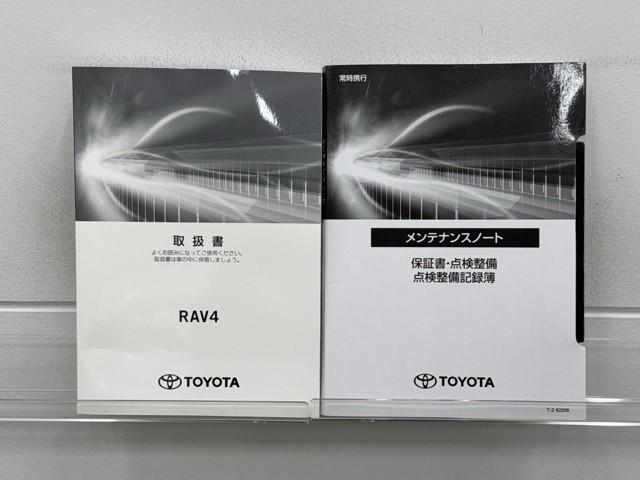 取扱書
よくお読みになってご使用ください。
取扱書は車の中に保管しましょう。
RAV4
TOYOTA
常時携行
メンテナンスノート
保証書・点検整備
点検整備記録簿
TOYOTA